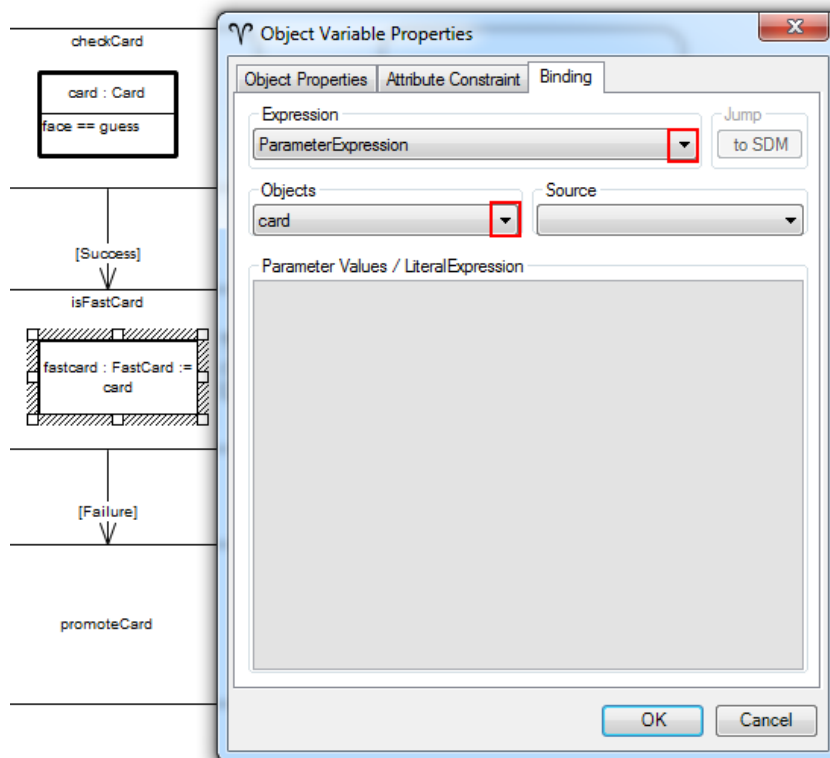 checkCard
card : Card
face == guess
[Success]
isFastCard
fastcard : FastCard :=
card
[Failure]
promoteCard
Object Variable Properties
Object Properties
Attribute Constraint
Binding
Expression
Jump
ParameterExpression
to SDM
Objects
Source
card
Parameter Values / LiteralExpression
OK
Cancel